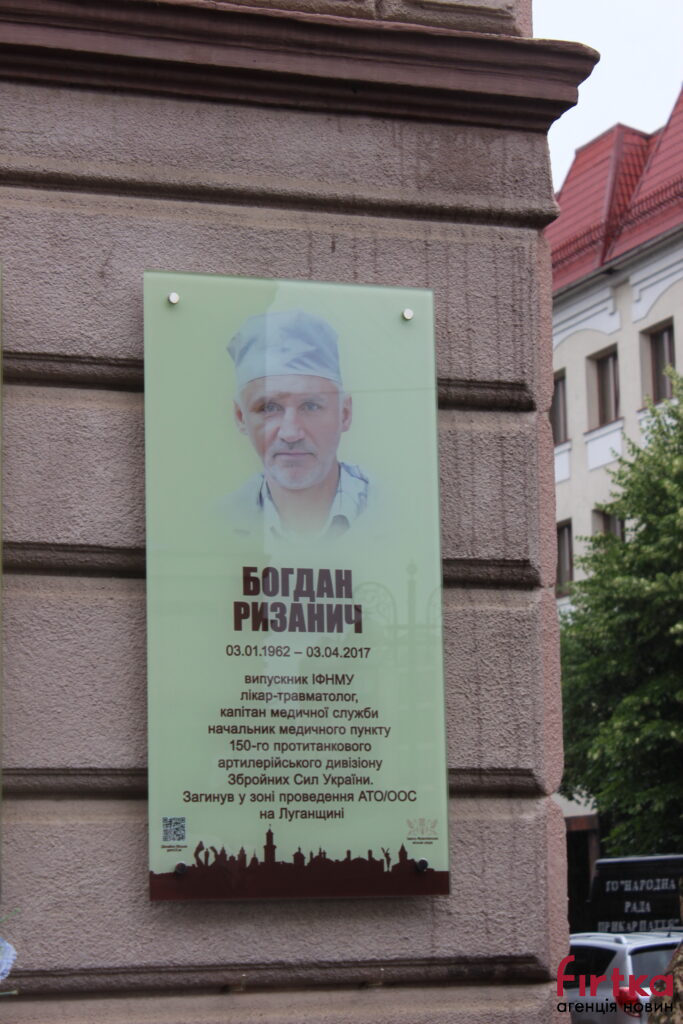 БОГДАН
РИЗАНИЧ
03.01.1962 – 03.04.2017
випускник ІФНМУ
лікар-травматолог,
капітан медичної служби
начальник медичного пункту
150-го протитанкового
артилерійського дивізіону
Збройних Сил України.
Загинув у зоні проведення АТО/ООС
на Луганщині
ГО "НАРОДНА
РАДА
ПРИКАРПАТТЯ"
firtka
агенція новин